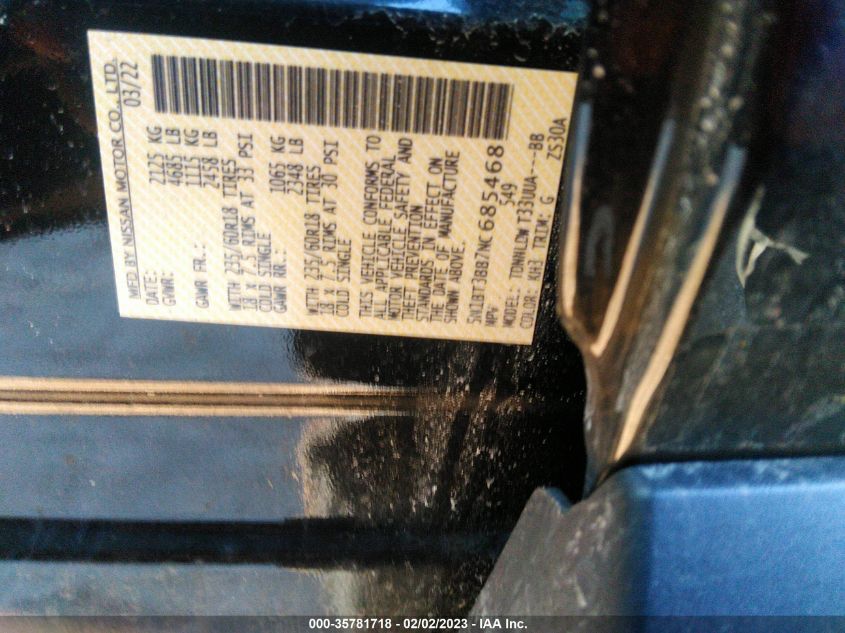 MFD BY NISSAN MOTOR CO., LTD.
DATE: 03/22
GVWR: 2125 KG
4685 LB
GAWR FR.: 1115 KG
2458 LB
WITH 235/60R18 TIRES
18 x 7.5 RIMS AT 33 PSI
COLD SINGLE
GAWR RR.: 1065 KG
2348 LB
WITH 235/60R18 TIRES
18 x 7.5 RIMS AT 30 PSI
COLD SINGLE
THIS VEHICLE CONFORMS TO
ALL APPLICABLE FEDERAL
MOTOR VEHICLE SAFETY AND
THEFT PREVENTION
STANDARDS IN EFFECT ON
THE DATE OF MANUFACTURE
SHOWN ABOVE.
5N1BT3BB7NC685468
MPV 549
MODEL: TDNNLDW T33UUA---BB
COLOR: KH3 TRIM: G ZS30A
000-35781718 - 02/02/2023 - IAA Inc.